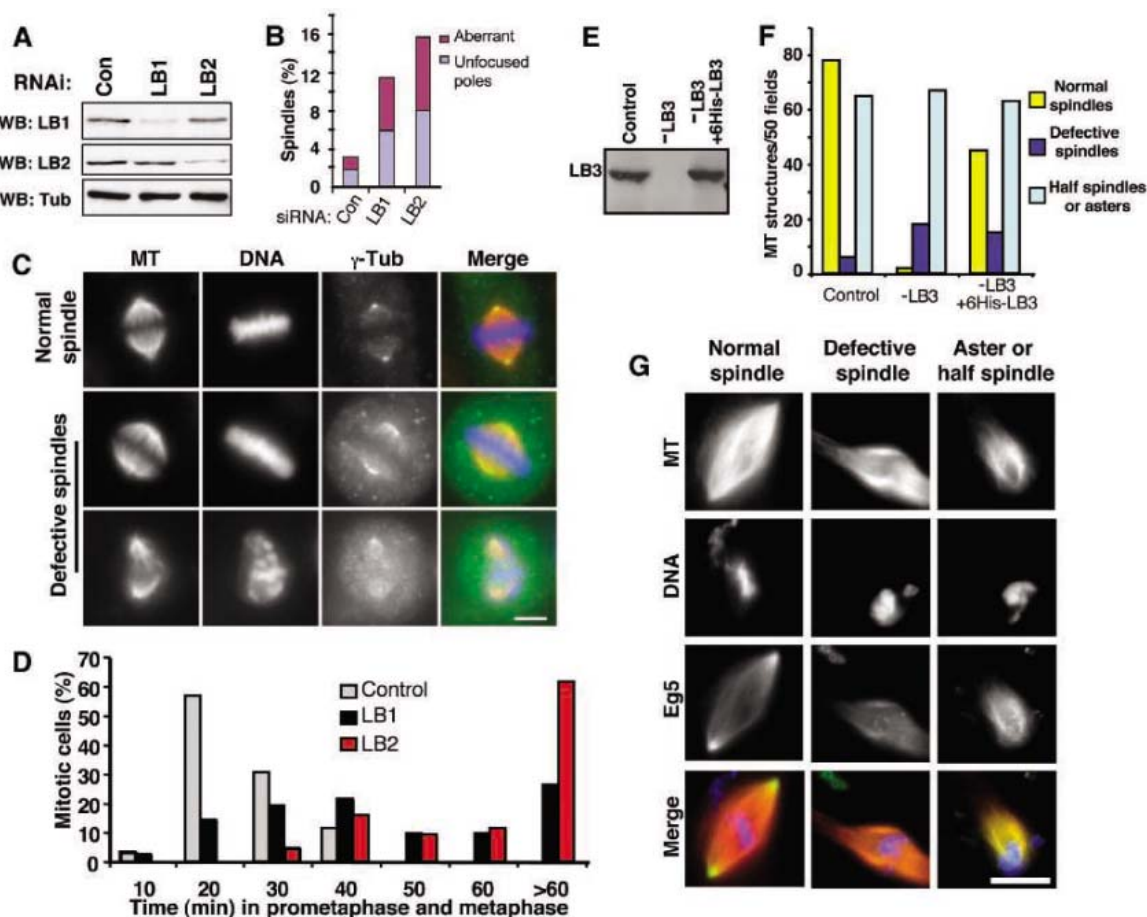 A
RNAi:
Con
LB1
LB2
WB: LB1
WB: LB2
WB: Tub
B
Spindles (%)
16
12
8
4
0
Aberrant
Unfocused
poles
siRNA:
Con
LB1
LB2
C
MT
DNA
γ-Tub
Merge
Normal
spindle
Defective spindles
D
Mitotic cells (%)
70
60
50
40
30
20
10
0
Control
LB1
LB2
10 20 30 40 50 60 >60
Time (min) in prometaphase and metaphase
E
Control
-LB3
-LB3
+6His-LB3
LB3
F
MT structures/50 fields
80
60
40
20
0
Normal
spindles
Defective
spindles
Half spindles
or asters
Control
-LB3
-LB3
+6His-LB3
G
Normal
spindle
Defective
spindle
Aster or
half spindle
MT
DNA
Eg5
Merge